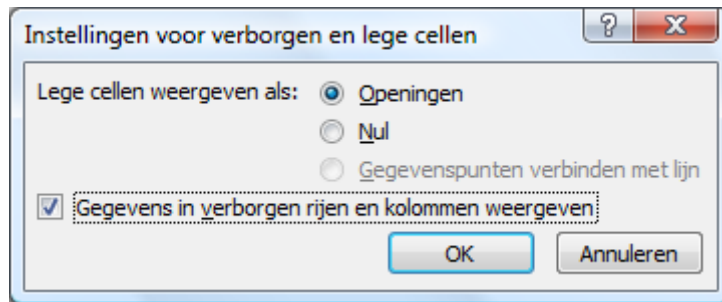 Instellingen voor verborgen en lege cellen
Lege cellen weergeven als: Openingen
Nul
Gegevenspunten verbinden met lijn
Gegevens in verborgen rijen en kolommen weergeven
OK Annuleren